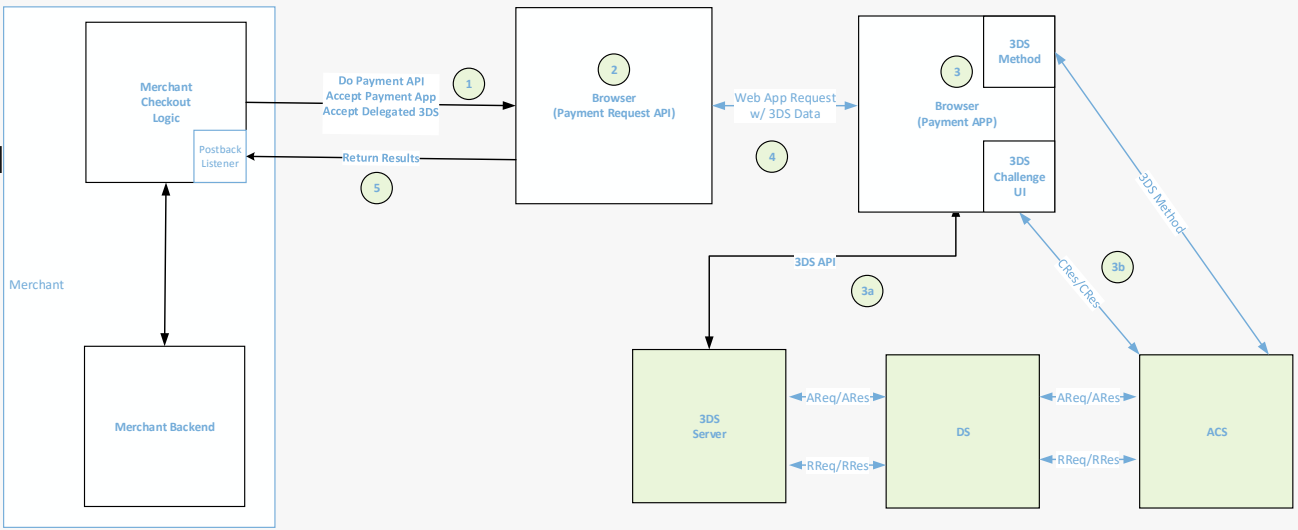 Merchant
Checkout
Logic
Postback
Listener
Merchant
Merchant Backend
Do Payment API
Accept Payment App
Accept Delegated 3DS
1
Return Results
5
2
Browser
(Payment Request API)
Web App Request
w/ 3DS Data
4
3
Browser
(Payment APP)
3DS
Method
3DS
Challenge
UI
3DS Method
CRes/CRes
3b
3DS API
3a
3DS
Server
AReq/ARes
RReq/RRes
DS
AReq/ARes
RReq/RRes
ACS